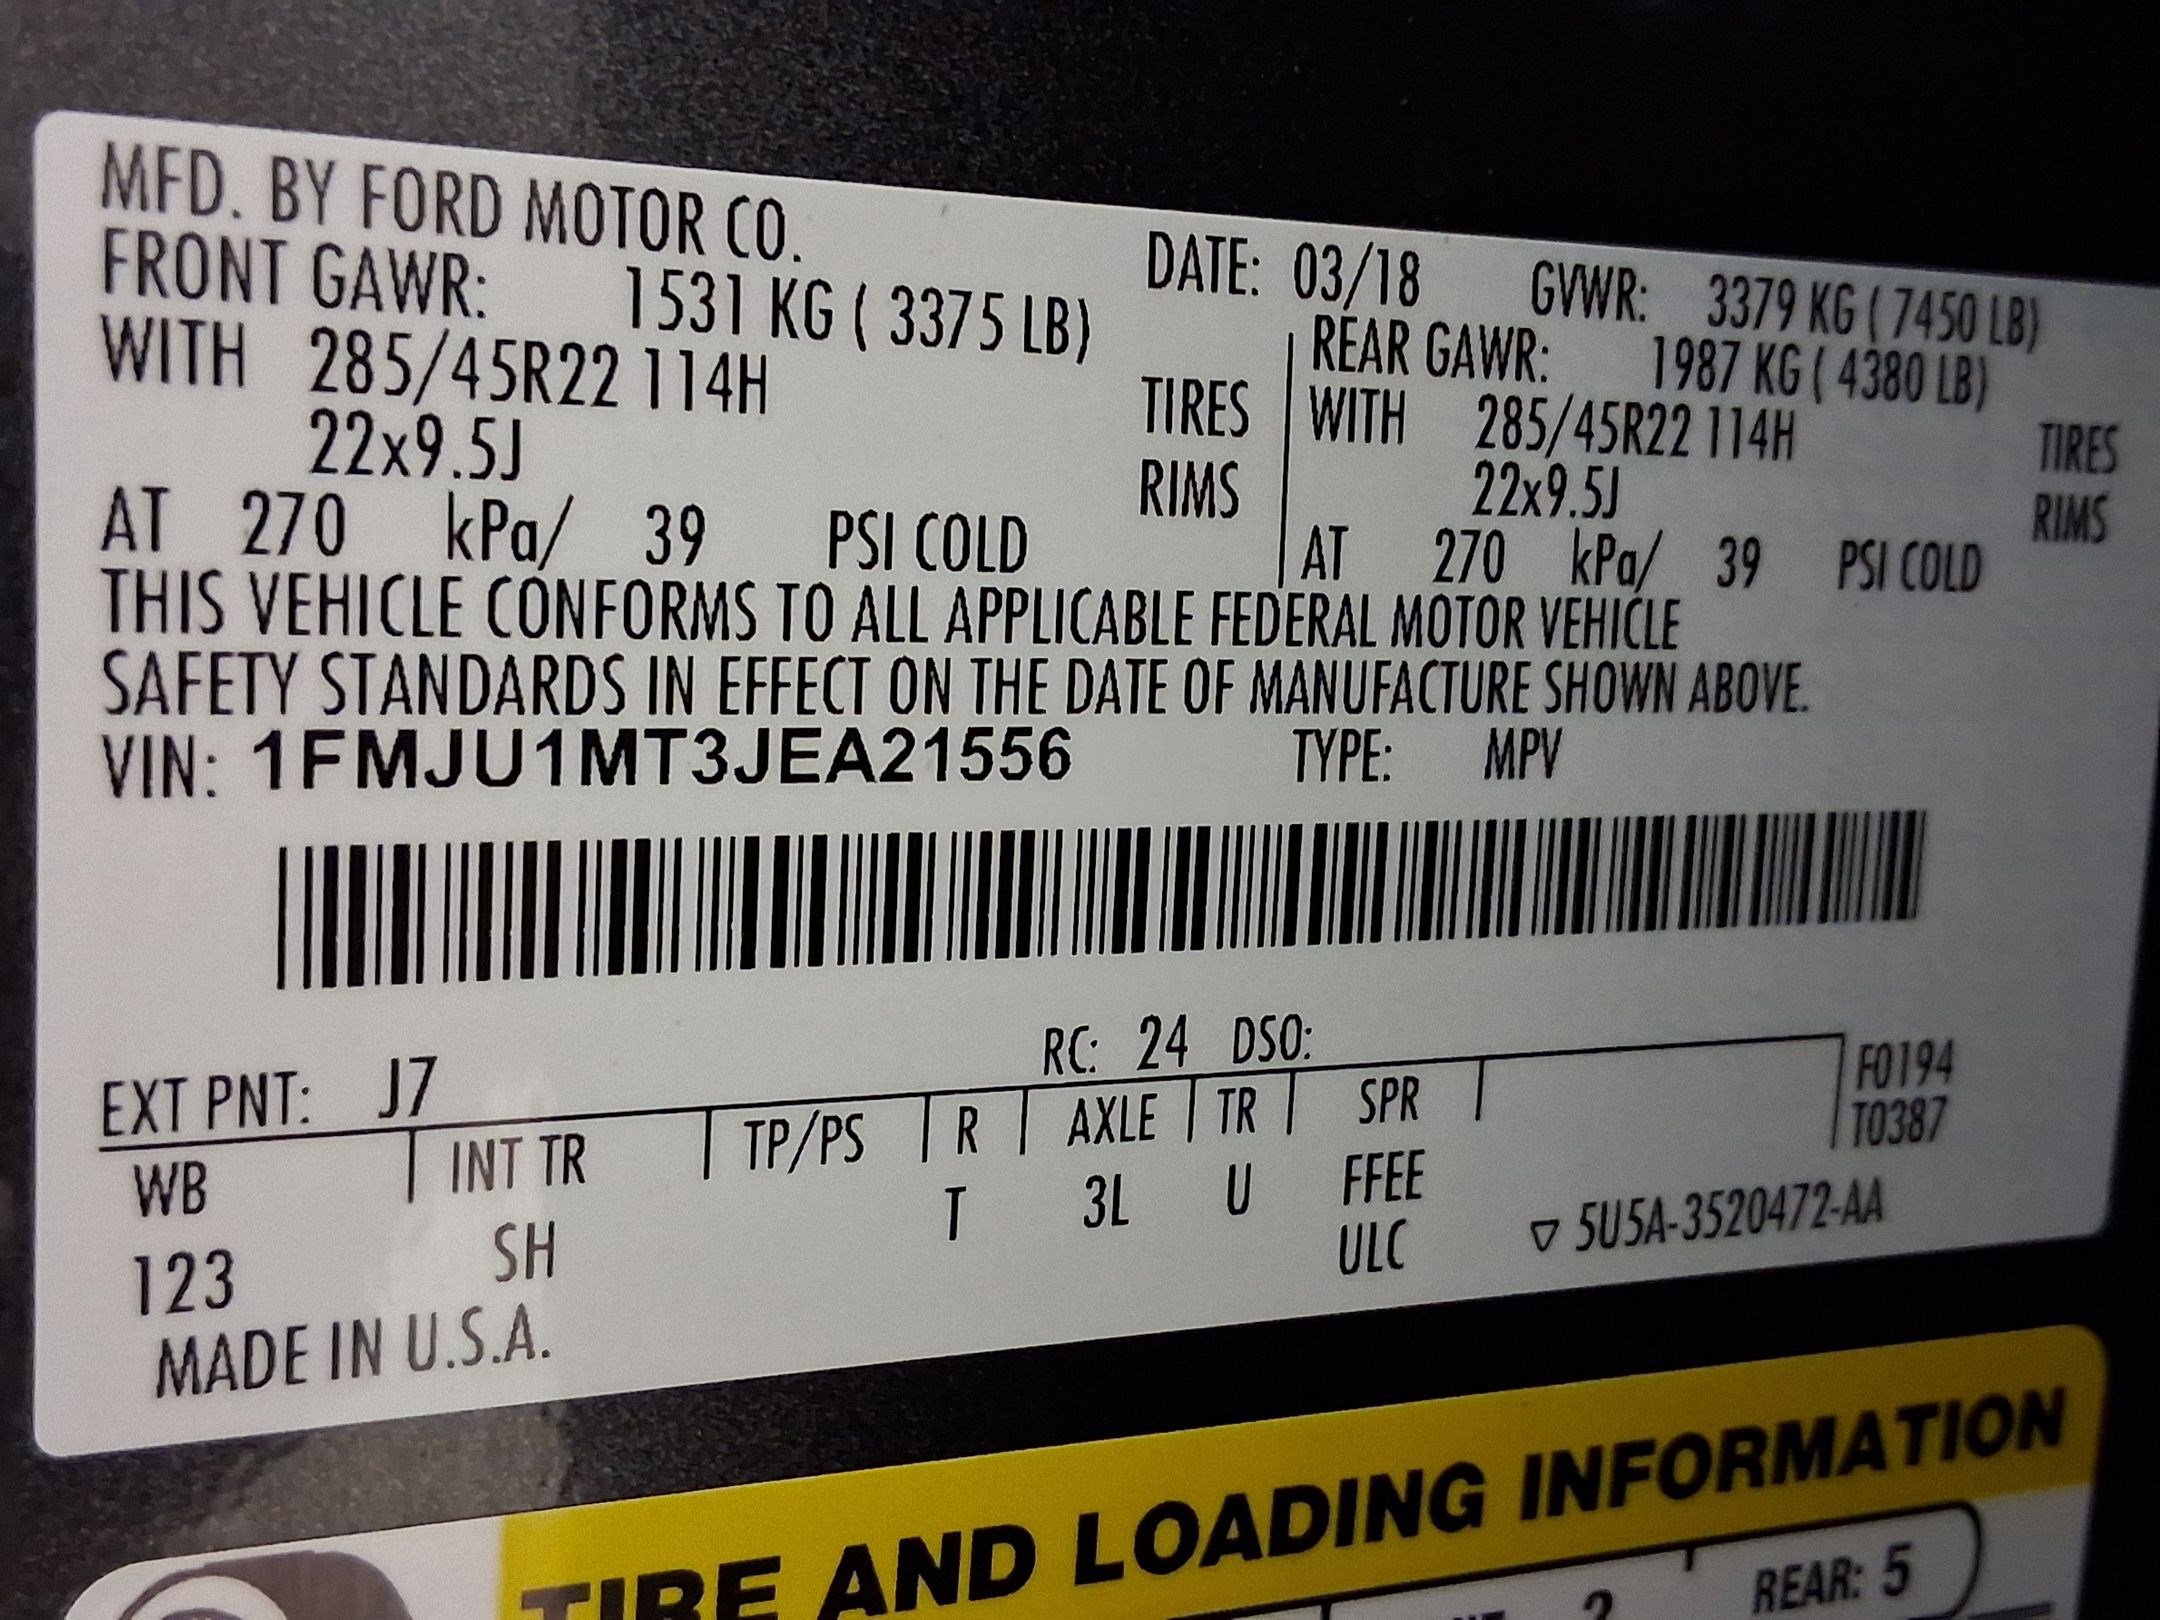 MFD. BY FORD MOTOR CO.
DATE: 03/18 GVWR: 3379 KG ( 7450 LB)
FRONT GAWR: 1531 KG ( 3375 LB)
WITH 285/45R22 114H TIRES
22x9.5J RIMS
AT 270 kPa/ 39 PSI COLD
REAR GAWR: 1987 KG ( 4380 LB)
WITH 285/45R22 114H TIRES
22x9.5J RIMS
AT 270 kPa/ 39 PSI COLD
THIS VEHICLE CONFORMS TO ALL APPLICABLE FEDERAL MOTOR VEHICLE
SAFETY STANDARDS IN EFFECT ON THE DATE OF MANUFACTURE SHOWN ABOVE.
VIN: 1FMJU1MT3JEA21556 TYPE: MPV
EXT PNT: J7 RC: 24 DSO:
WB INT TR TP/PS R AXLE TR SPR F0194
T0387
123 SH T 3L U FFEE
ULC
▽ 5U5A-3520472-AA
MADE IN U.S.A.
TIRE AND LOADING INFORMATION
REAR: 5